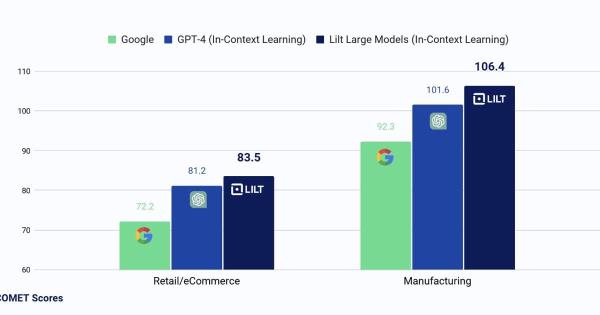 Google GPT-4 (In-Context Learning) Lilt Large Models (In-Context Learning)
110
100
90
80
70
60
72.2
81.2
83.5
LILT
92.3
101.6
106.4
LILT
Retail/eCommerce
Manufacturing
OMET Scores